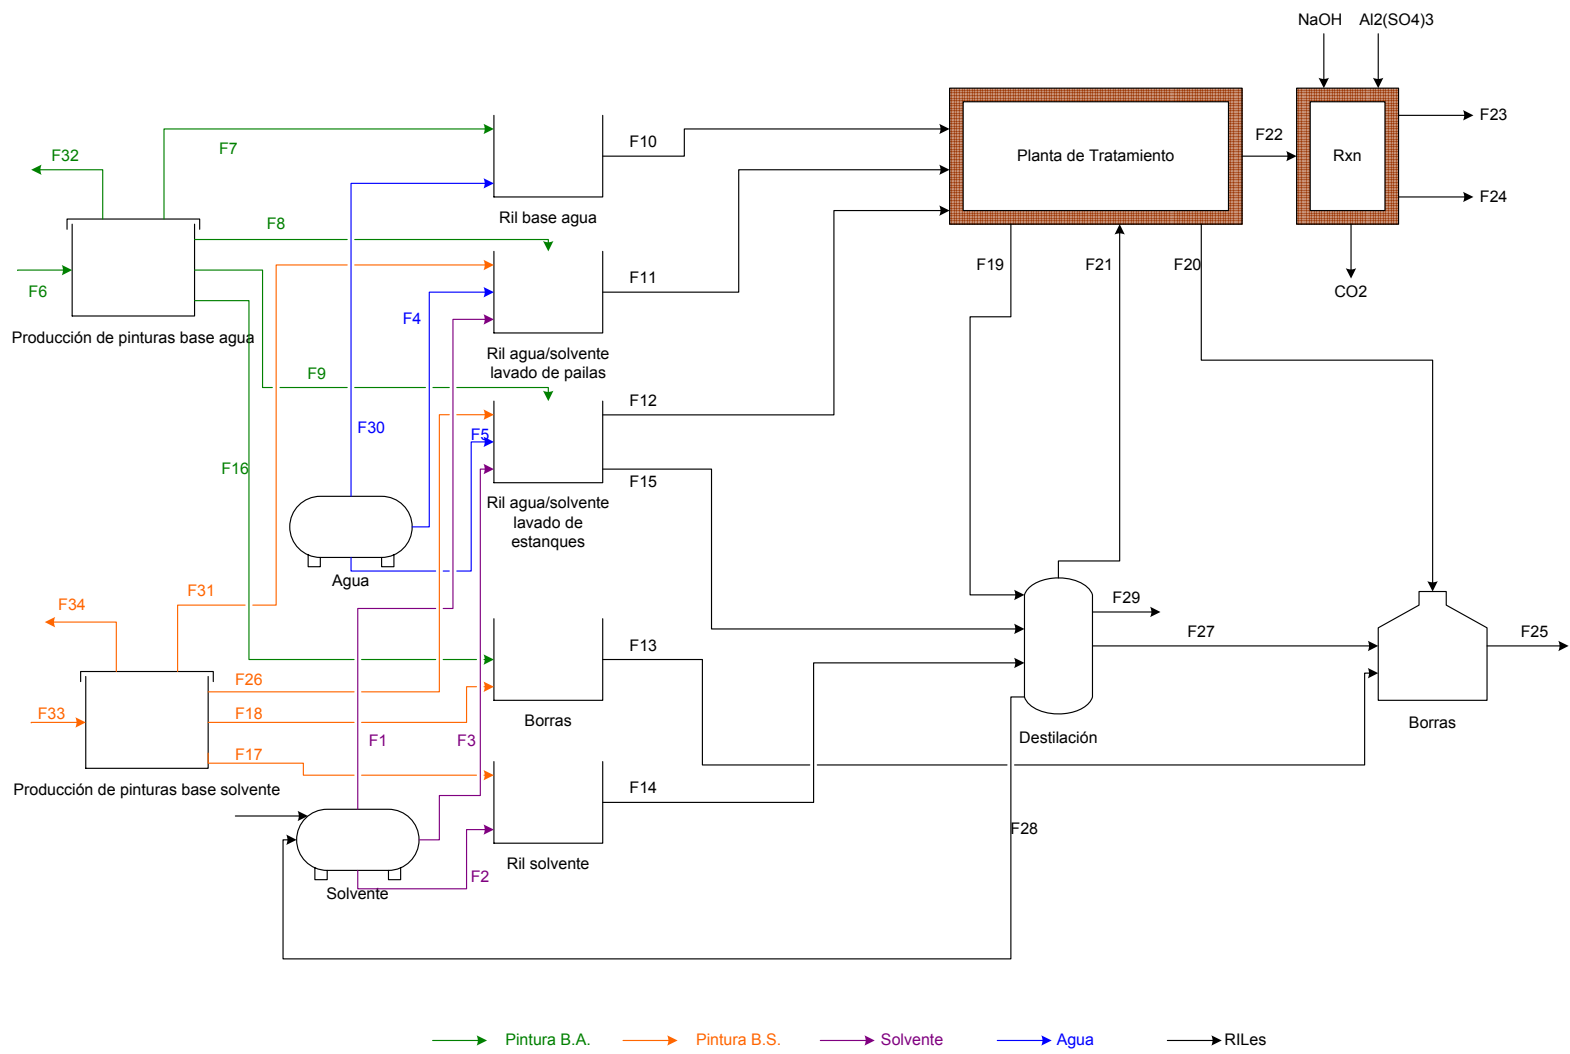 NaOH
Al2(SO4)3
F7
F10
F22
F23
F32
Planta de Tratamiento
Rxn
F24
Ril base agua
F8
F6
F11
F19
F21
F20
CO2
F4
Producción de pinturas base agua
Ril agua/solvente
lavado de pailas
F9
F12
F30
F5
F16
F15
Ril agua/solvente
lavado de
estanques
Agua
F31
F34
F29
F13
F27
F25
F26
F33
F18
Borras
Borras
F1
F3
Destilación
F17
Producción de pinturas base solvente
F14
F28
Ril solvente
F2
Solvente
Pintura B.A.
Pintura B.S.
Solvente
Agua
RILes